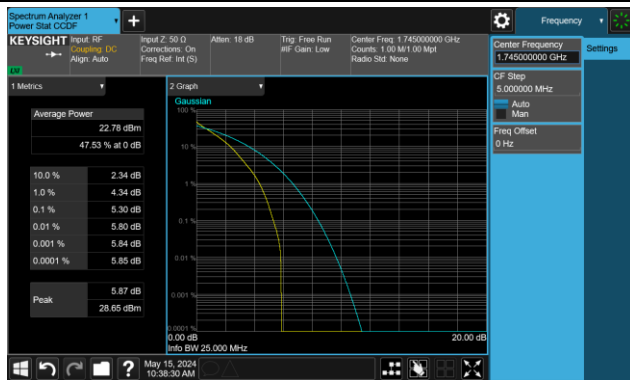 Spectrum Analyzer 1
Power Stat CCDF
Frequency
KEYSIGHT
Input: RF
Coupling: DC
Align: Auto
Input Z: 50 Ω
Corrections: On
Freq Ref: Int (S)
Atten: 18 dB
Trig: Free Run
#IF Gain: Low
Center Freq: 1.745000000 GHz
Counts: 1.00 M/1.00 Mpt
Radio Std: None
LXI
1 Metrics
Average Power
22.78 dBm
47.53 % at 0 dB
10.0 % 2.34 dB
1.0 % 4.34 dB
0.1 % 5.30 dB
0.01 % 5.80 dB
0.001 % 5.84 dB
0.0001 % 5.85 dB
Peak
5.87 dB
28.65 dBm
2 Graph
Gaussian
100 %
10 %
1 %
0.1 %
0.01 %
0.001 %
0.0001 %
0.00 dB
20.00 dB
Info BW 25.000 MHz
Center Frequency
1.745000000 GHz
CF Step
5.000000 MHz
Auto
Man
Freq Offset
0 Hz
Settings
?
May 15, 2024
10:38:30 AM